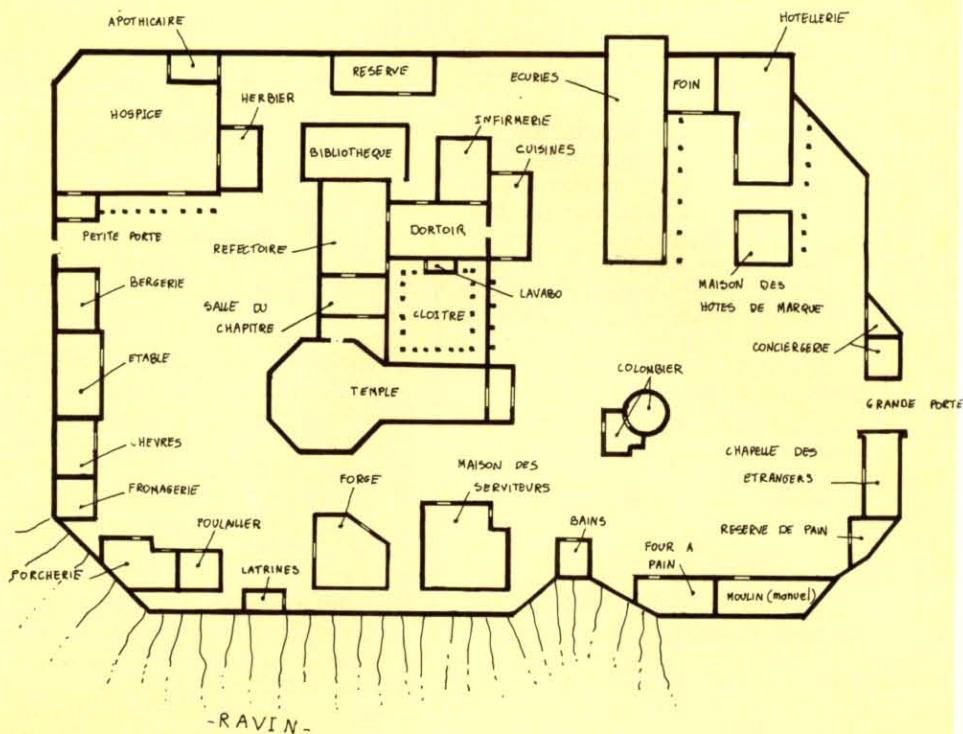 APOTHICAIRE
HOTELLERIE
RESERVE
ECURIES
FOIN
HERBIER
HOSPICE
INFIRMERIE
BIBLIOTHEQUE
CUISINES
PETITE PORTE
REFECTOIRE
DORTOIR
BERGERIE
LAVABO
MAISON DES
HOTES DE MARQUE
SALLE DU
CHAPITRE
CLOITRE
CONCIERGERIE
ETABLE
TEMPLE
COLOMBIER
GRANDE PORTE
CHEVRES
MAISON DES
SERVITEURS
CHAPELLE DES
ETRANGERS
FROMAGERIE
FORGE
POULAILLER
BAINS
RESERVE DE PAIN
PORCHERIE
LATRINES
FOUR A
PAIN
MOULIN (manuel)
-RAVIN-